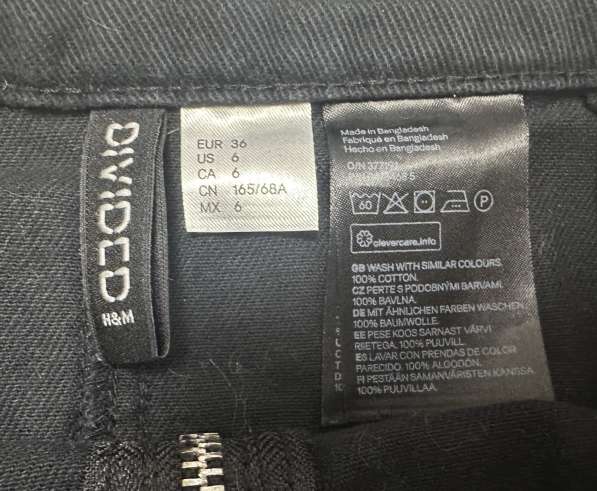 DIVIDED
H&M
EUR 36
US 6
CA 6
CN 165/68A
MX 6
Made in Bangladesh
Fabriqué en Bangladesh
Hecho en Bangladesh
O/N
60
P
clevercare.info
GB WASH WITH SIMILAR COLOURS.
100% COTTON.
CZ PERTE S PODOBNÝMI BARVAMI.
100% BAVLNA.
DE MIT ÄHNLICHEN FARBEN WASCHEN.
100% BAUMWOLLE.
EE PESE KOOS SARNAST VÄRVI
RIIETEGA. 100% PUUVILL.
ES LAVAR CON PRENDAS DE COLOR
PARECIDO. 100% ALGODÓN.
FI PESTÄÄN SAMANVÄRISTEN KANSSA.
100% PUUVILLAA.